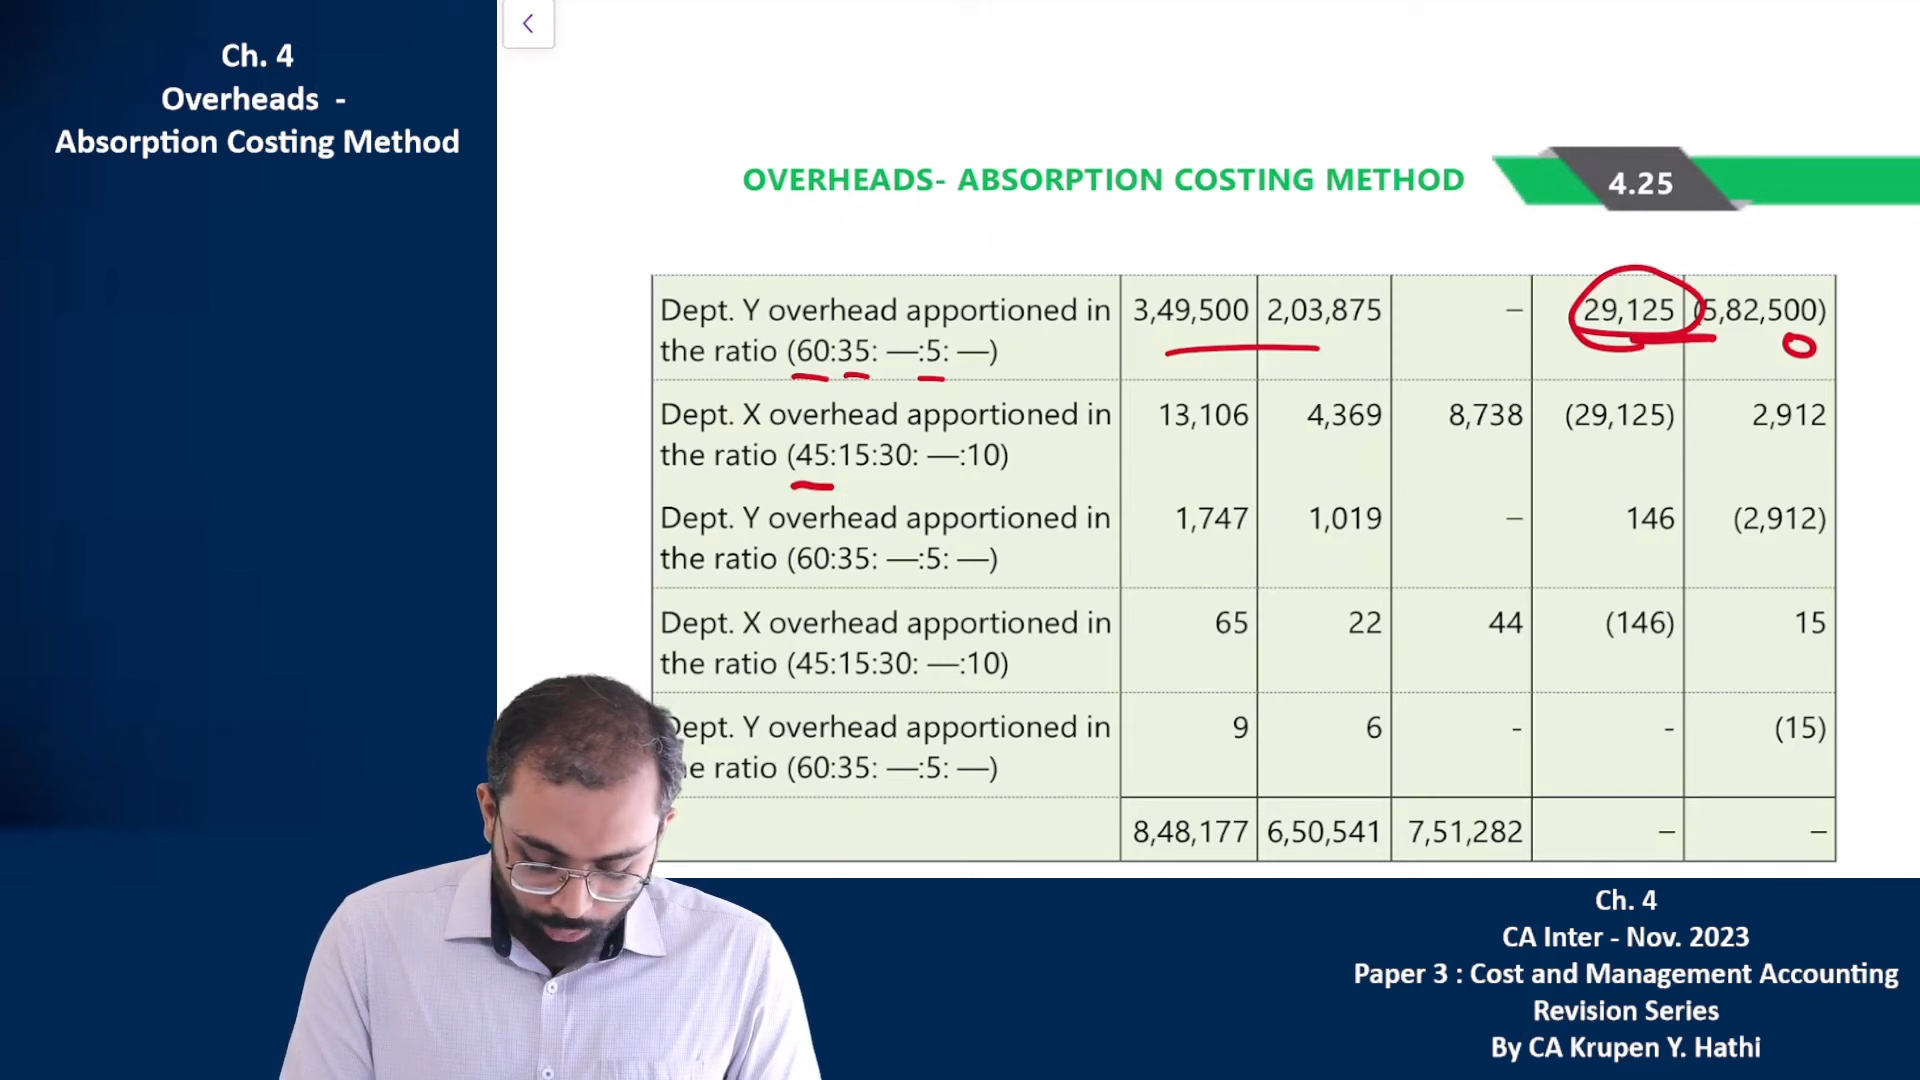 Ch. 4
Overheads -
Absorption Costing Method
OVERHEADS- ABSORPTION COSTING METHOD 4.25
Dept. Y overhead apportioned in 3,49,500 2,03,875 – 29,125 (5,82,500)
the ratio (60:35: —:5: —)
Dept. X overhead apportioned in 13,106 4,369 8,738 (29,125) 2,912
the ratio (45:15:30: —:10)
Dept. Y overhead apportioned in 1,747 1,019 – 146 (2,912)
the ratio (60:35: —:5: —)
Dept. X overhead apportioned in 65 22 44 (146) 15
the ratio (45:15:30: —:10)
Dept. Y overhead apportioned in 9 6 - - (15)
ratio (60:35: —:5: —)
8,48,177 6,50,541 7,51,282 – –
Ch. 4
CA Inter - Nov. 2023
Paper 3 : Cost and Management Accounting
Revision Series
By CA Krupen Y. Hathi